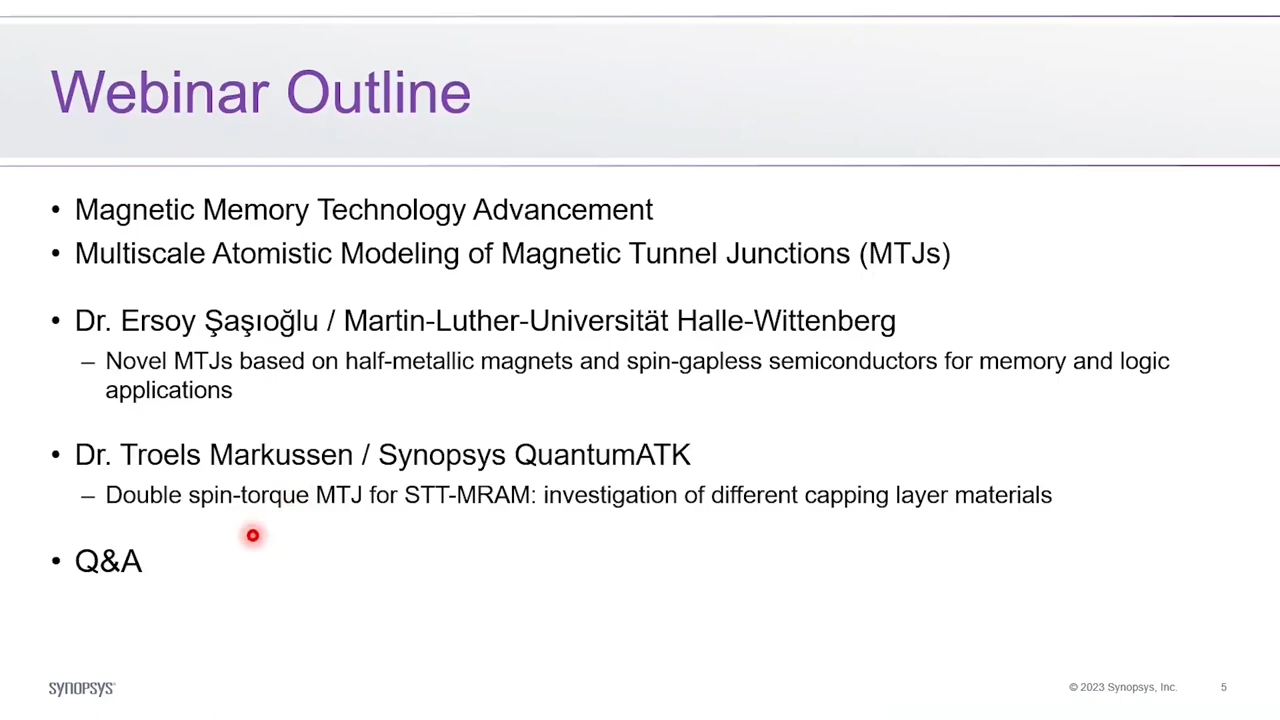 Webinar Outline
• Magnetic Memory Technology Advancement
• Multiscale Atomistic Modeling of Magnetic Tunnel Junctions (MTJs)
• Dr. Ersoy Şaşıoğlu / Martin-Luther-Universität Halle-Wittenberg
– Novel MTJs based on half-metallic magnets and spin-gapless semiconductors for memory and logic
applications
• Dr. Troels Markussen / Synopsys QuantumATK
– Double spin-torque MTJ for STT-MRAM: investigation of different capping layer materials
• Q&A
SYNOPSYS®
© 2023 Synopsys, Inc.
5